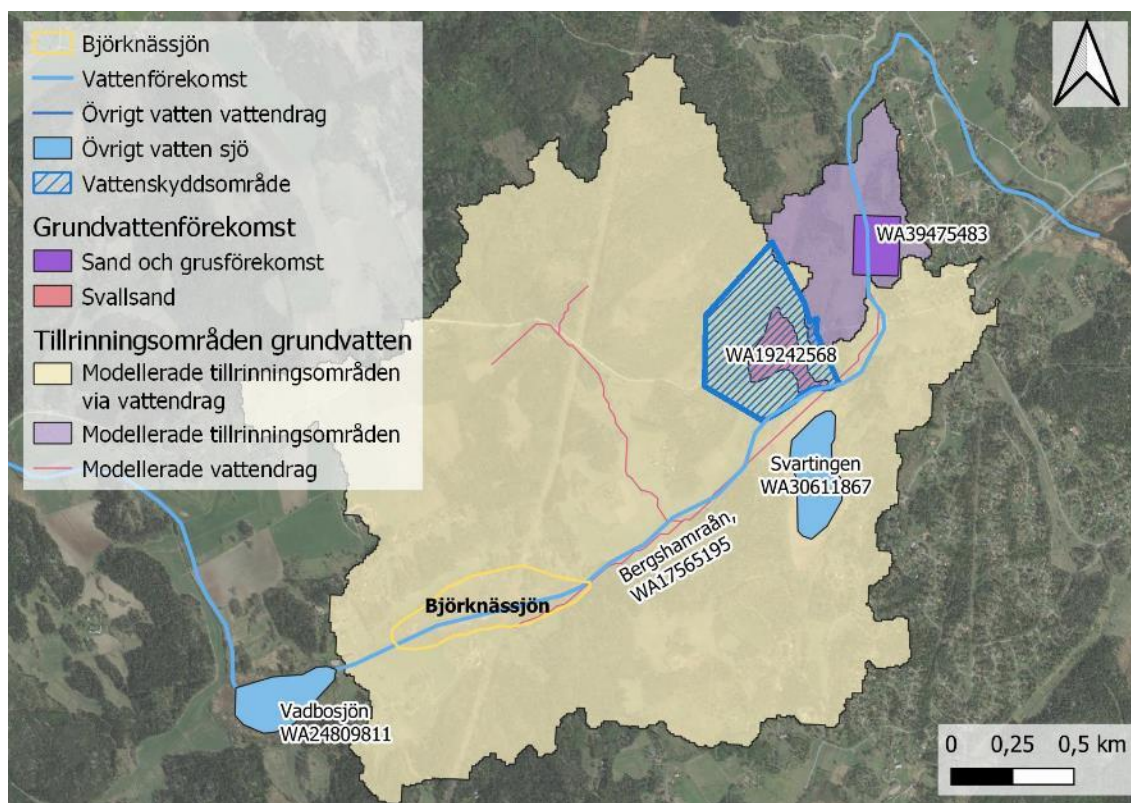 Björknässjön
Vattenförekomst
Övrigt vatten vattendrag
Övrigt vatten sjö
Vattenskyddsområde
Grundvattenförekomst
Sand och grusförekomst
Svallsand
Tillrinningsområden grundvatten
Modellerade tillrinningsområden
via vattendrag
Modellerade tillrinningsområden
Modellerade vattendrag
WA39475483
WA19242568
Svartingen
WA30611867
Bergshamraån,
WA17565195
Björknässjön
Vadbosjön
WA24809811
0 0,25 0,5 km